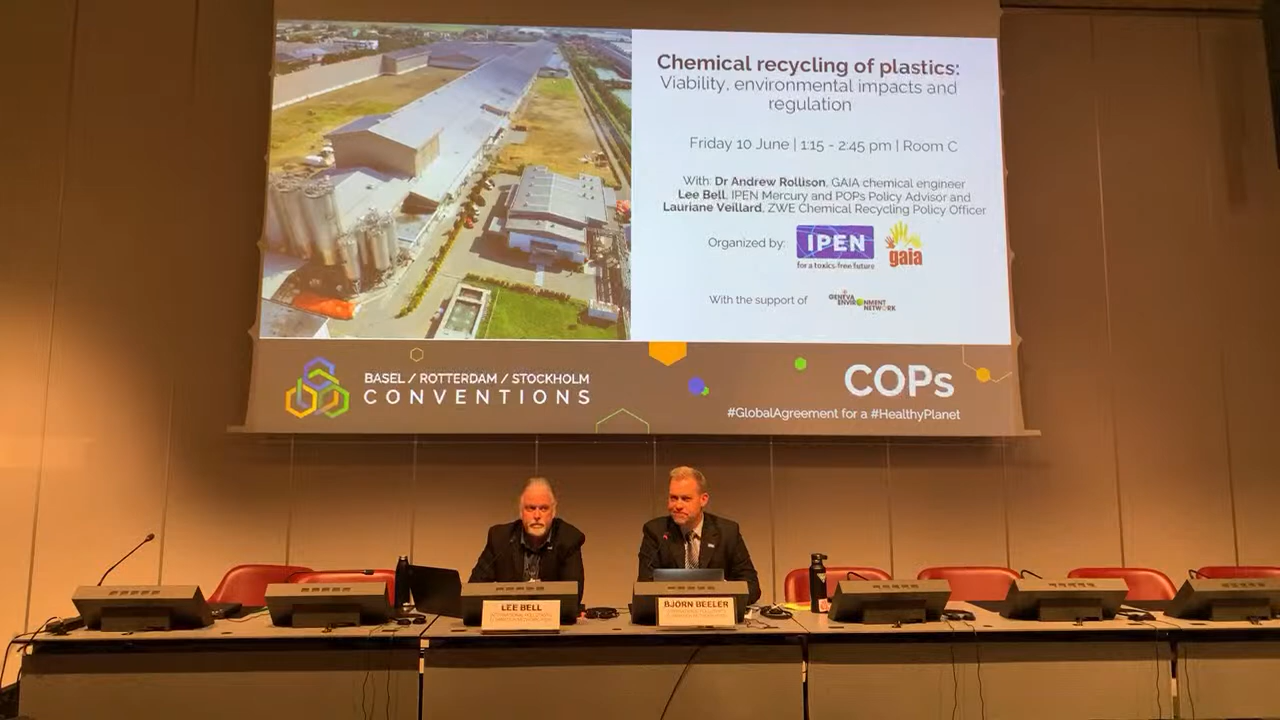 Chemical recycling of plastics:
Viability, environmental impacts and
regulation
Friday 10 June | 1:15 - 2:45 pm | Room C
With: Dr Andrew Rollison, GAIA chemical engineer
Lee Bell, IPEN Mercury and POPs Policy Advisor and
Lauriane Veillard, ZWE Chemical Recycling Policy Officer
Organized by:
IPEN
for a toxics-free future
gaia
With the support of
GENEVA
ENVIRONMENT
NETWORK
BASEL / ROTTERDAM / STOCKHOLM
CONVENTIONS
COPs
#GlobalAgreement for a #HealthyPlanet
LEE BELL
BJORN BEELER